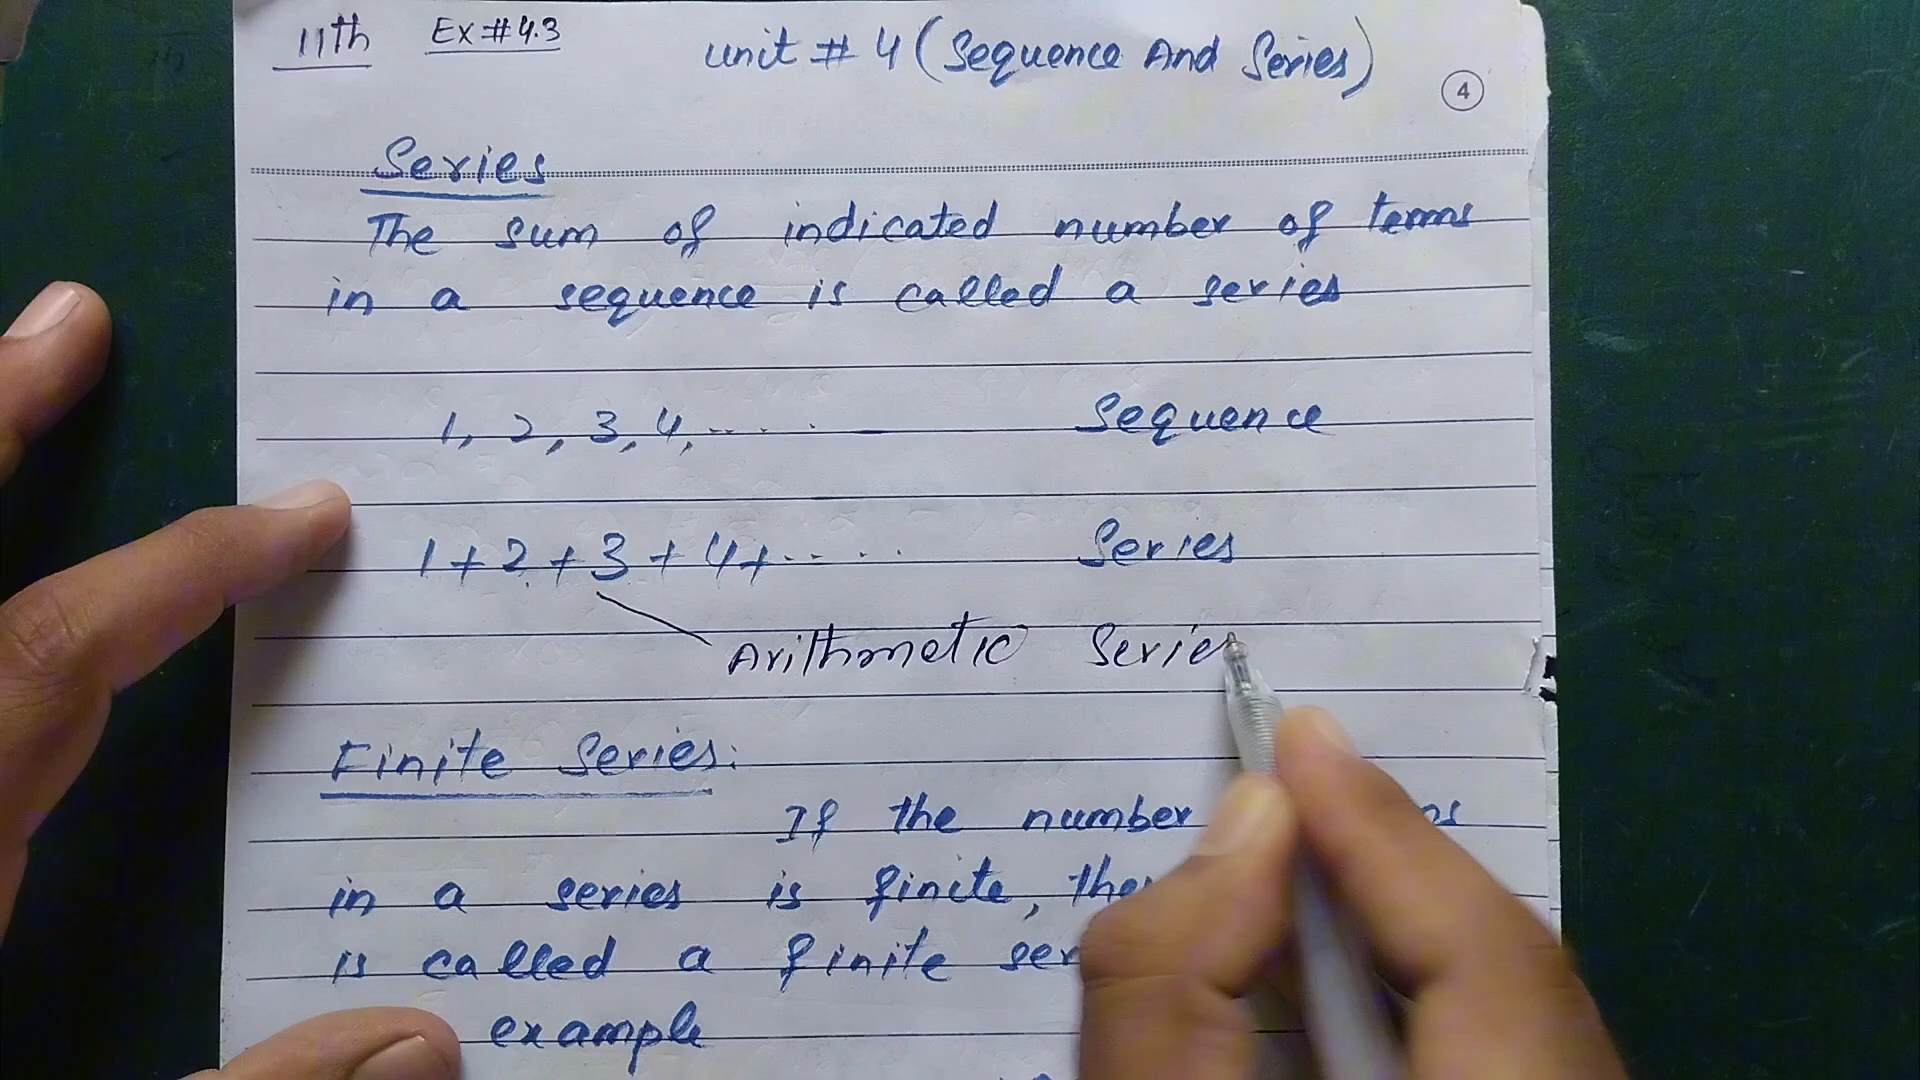 11th Ex#4.3 Unit # 4 (Sequence And Series)
4
Series
The sum of indicated number of terms
in a sequence is called a series
1, 2, 3, 4, ..... Sequence
1+2+3+4+..... Series
Arithmetic Serie
Finite Series:
If the number
in a series is finite,
is called a finite
example